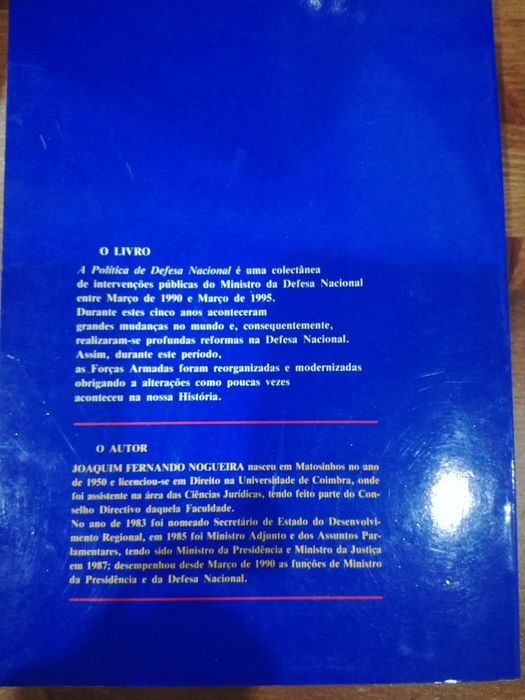 O LIVRO
A Política de Defesa Nacional é uma colectânea
de intervenções públicas do Ministro da Defesa Nacional
entre Março de 1990 e Março de 1995.
Durante estes cinco anos aconteceram
grandes mudanças no mundo e, consequentemente,
realizaram-se profundas reformas na Defesa Nacional.
Assim, durante este período,
as Forças Armadas foram reorganizadas e modernizadas
obrigando a alterações como poucas vezes
aconteceu na nossa História.
O AUTOR
JOAQUIM FERNANDO NOGUEIRA nasceu em Matosinhos no ano
de 1950 e licenciou-se em Direito na Universidade de Coimbra, onde
foi assistente na área das Ciências Jurídicas, tendo feito parte do Con-
selho Directivo daquela Faculdade.
No ano de 1983 foi nomeado Secretário de Estado do Desenvolvi-
mento Regional, em 1985 foi Ministro Adjunto e dos Assuntos Par-
lamentares, tendo sido Ministro da Presidência e Ministro da Justiça
em 1987; desempenhou desde Março de 1990 as funções de Ministro
da Presidência e da Defesa Nacional.